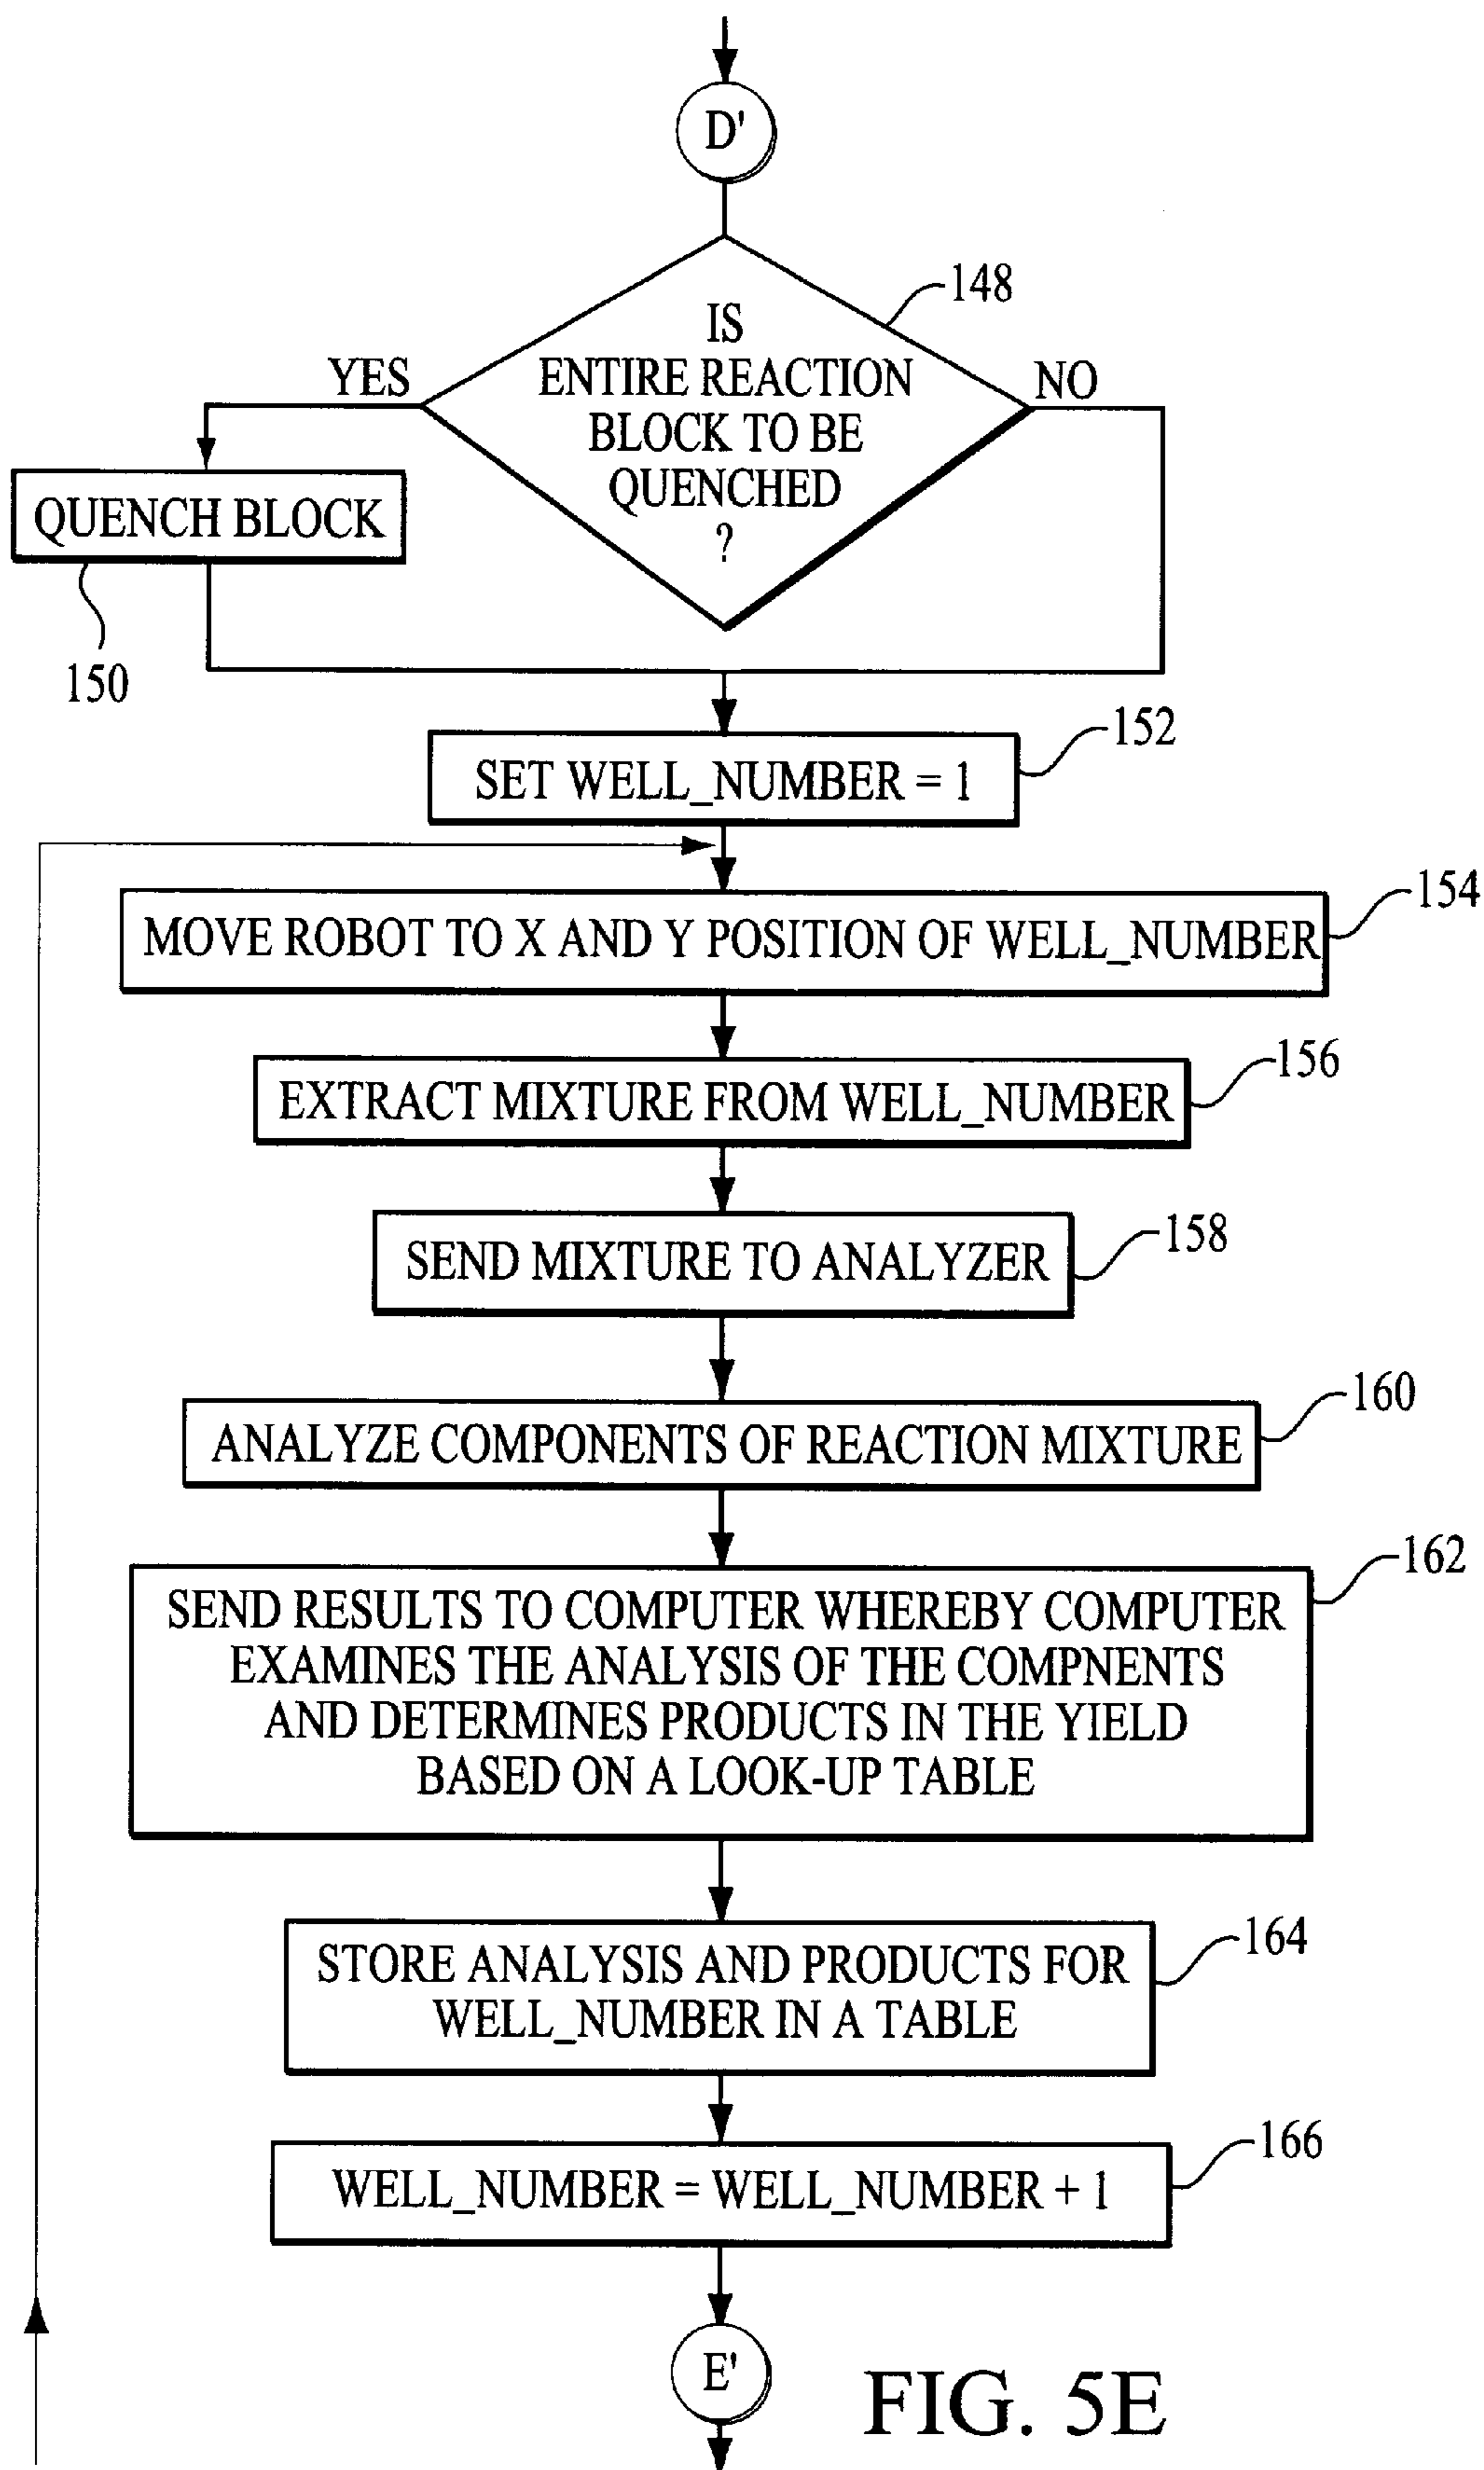 D'
148
IS
ENTIRE REACTION
BLOCK TO BE
QUENCHED
?
YES
NO
QUENCH BLOCK
150
152
SET WELL_NUMBER = 1
154
MOVE ROBOT TO X AND Y POSITION OF WELL_NUMBER
156
EXTRACT MIXTURE FROM WELL_NUMBER
158
SEND MIXTURE TO ANALYZER
160
ANALYZE COMPONENTS OF REACTION MIXTURE
162
SEND RESULTS TO COMPUTER WHEREBY COMPUTER
EXAMINES THE ANALYSIS OF THE COMPNENTS
AND DETERMINES PRODUCTS IN THE YIELD
BASED ON A LOOK-UP TABLE
164
STORE ANALYSIS AND PRODUCTS FOR
WELL_NUMBER IN A TABLE
166
WELL_NUMBER = WELL_NUMBER + 1
E'
FIG. 5E